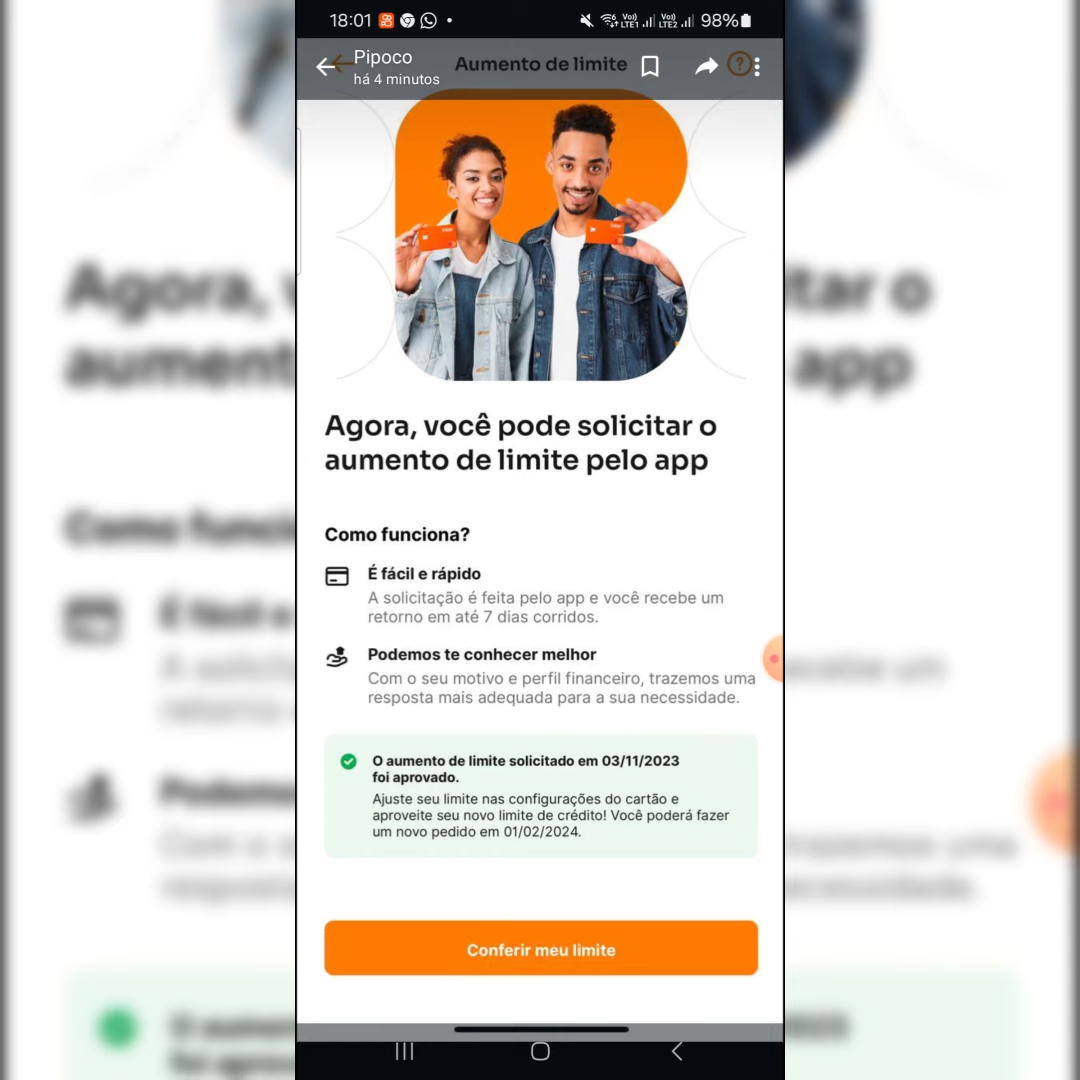 18:01
98%
Pipoco
há 4 minutos
Aumento de limite
Agora, você pode solicitar o
aumento de limite pelo app
Como funciona?
É fácil e rápido
A solicitação é feita pelo app e você recebe um
retorno em até 7 dias corridos.
Podemos te conhecer melhor
Com o seu motivo e perfil financeiro, trazemos uma
resposta mais adequada para a sua necessidade.
O aumento de limite solicitado em 03/11/2023
foi aprovado.
Ajuste seu limite nas configurações do cartão e
aproveite seu novo limite de crédito! Você poderá fazer
um novo pedido em 01/02/2024.
Conferir meu limite